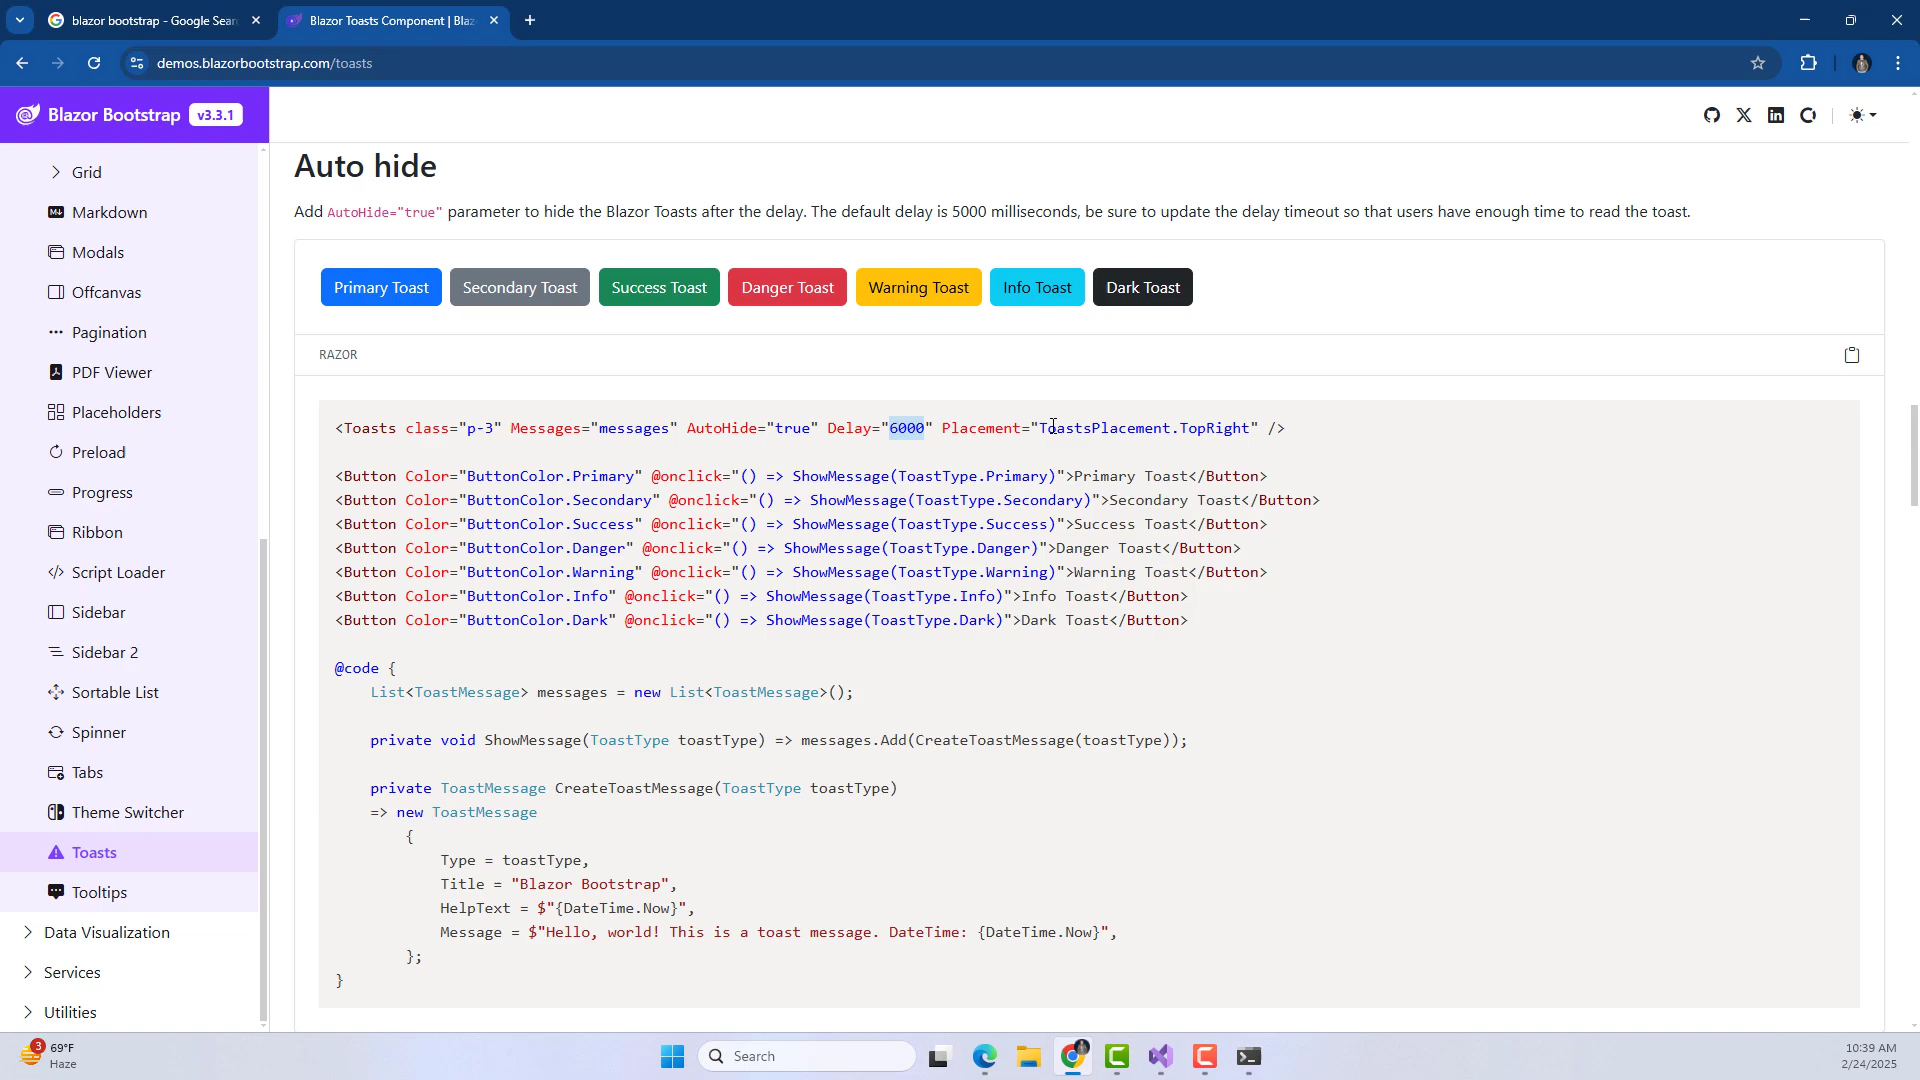 blazor bootstrap - Google Sear
Blazor Toasts Component | Blaz
demos.blazorbootstrap.com/toasts
Blazor Bootstrap v3.3.1
Grid
Markdown
Modals
Offcanvas
Pagination
PDF Viewer
Placeholders
Preload
Progress
Ribbon
Script Loader
Sidebar
Sidebar 2
Sortable List
Spinner
Tabs
Theme Switcher
Toasts
Tooltips
Data Visualization
Services
Utilities
Auto hide
Add AutoHide="true" parameter to hide the Blazor Toasts after the delay. The default delay is 5000 milliseconds, be sure to update the delay timeout so that users have enough time to read the toast.
Primary Toast Secondary Toast Success Toast Danger Toast Warning Toast Info Toast Dark Toast
RAZOR
<Toasts class="p-3" Messages="messages" AutoHide="true" Delay="6000" Placement="ToastsPlacement.TopRight" />
<Button Color="ButtonColor.Primary" @onclick="() => ShowMessage(ToastType.Primary)">Primary Toast</Button>
<Button Color="ButtonColor.Secondary" @onclick="() => ShowMessage(ToastType.Secondary)">Secondary Toast</Button>
<Button Color="ButtonColor.Success" @onclick="() => ShowMessage(ToastType.Success)">Success Toast</Button>
<Button Color="ButtonColor.Danger" @onclick="() => ShowMessage(ToastType.Danger)">Danger Toast</Button>
<Button Color="ButtonColor.Warning" @onclick="() => ShowMessage(ToastType.Warning)">Warning Toast</Button>
<Button Color="ButtonColor.Info" @onclick="() => ShowMessage(ToastType.Info)">Info Toast</Button>
<Button Color="ButtonColor.Dark" @onclick="() => ShowMessage(ToastType.Dark)">Dark Toast</Button>
@code {
List<ToastMessage> messages = new List<ToastMessage>();
private void ShowMessage(ToastType toastType) => messages.Add(CreateToastMessage(toastType));
private ToastMessage CreateToastMessage(ToastType toastType)
=> new ToastMessage
{
Type = toastType,
Title = "Blazor Bootstrap",
HelpText = $"{DateTime.Now}",
Message = $"Hello, world! This is a toast message. DateTime: {DateTime.Now}",
};
}
3
69°F
Haze
Search
10:39 AM
2/24/2025